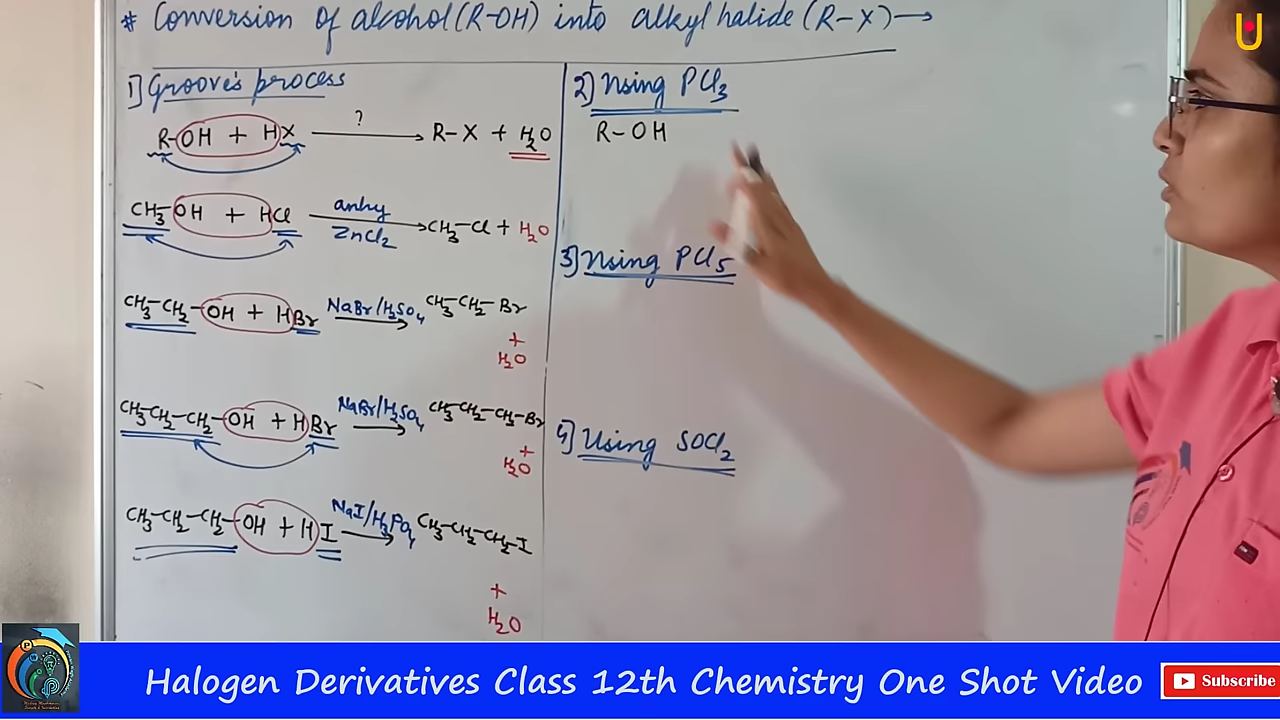 * Conversion of alcohol (R-OH) into alkyl halide (R-X) →
1] Groove's process
R-OH + HX → R-X + H2O
?
CH3-OH + HCl → CH3-Cl + H2O
anhy
ZnCl2
CH3-CH2-OH + HBr → CH3-CH2-Br
NaBr/H2SO4
+
H2O
CH3-CH2-CH2-OH + HBr → CH3-CH2-CH2-Br
NaBr/H2SO4
+
H2O
CH3-CH2-CH2-OH + HI → CH3-CH2-CH2-I
NaI/H3PO4
+
H2O
2] Using PCl3
R-OH
3] Using PCl5
4] Using SOCl2
U
Halogen Derivatives Class 12th Chemistry One Shot Video
Subscribe